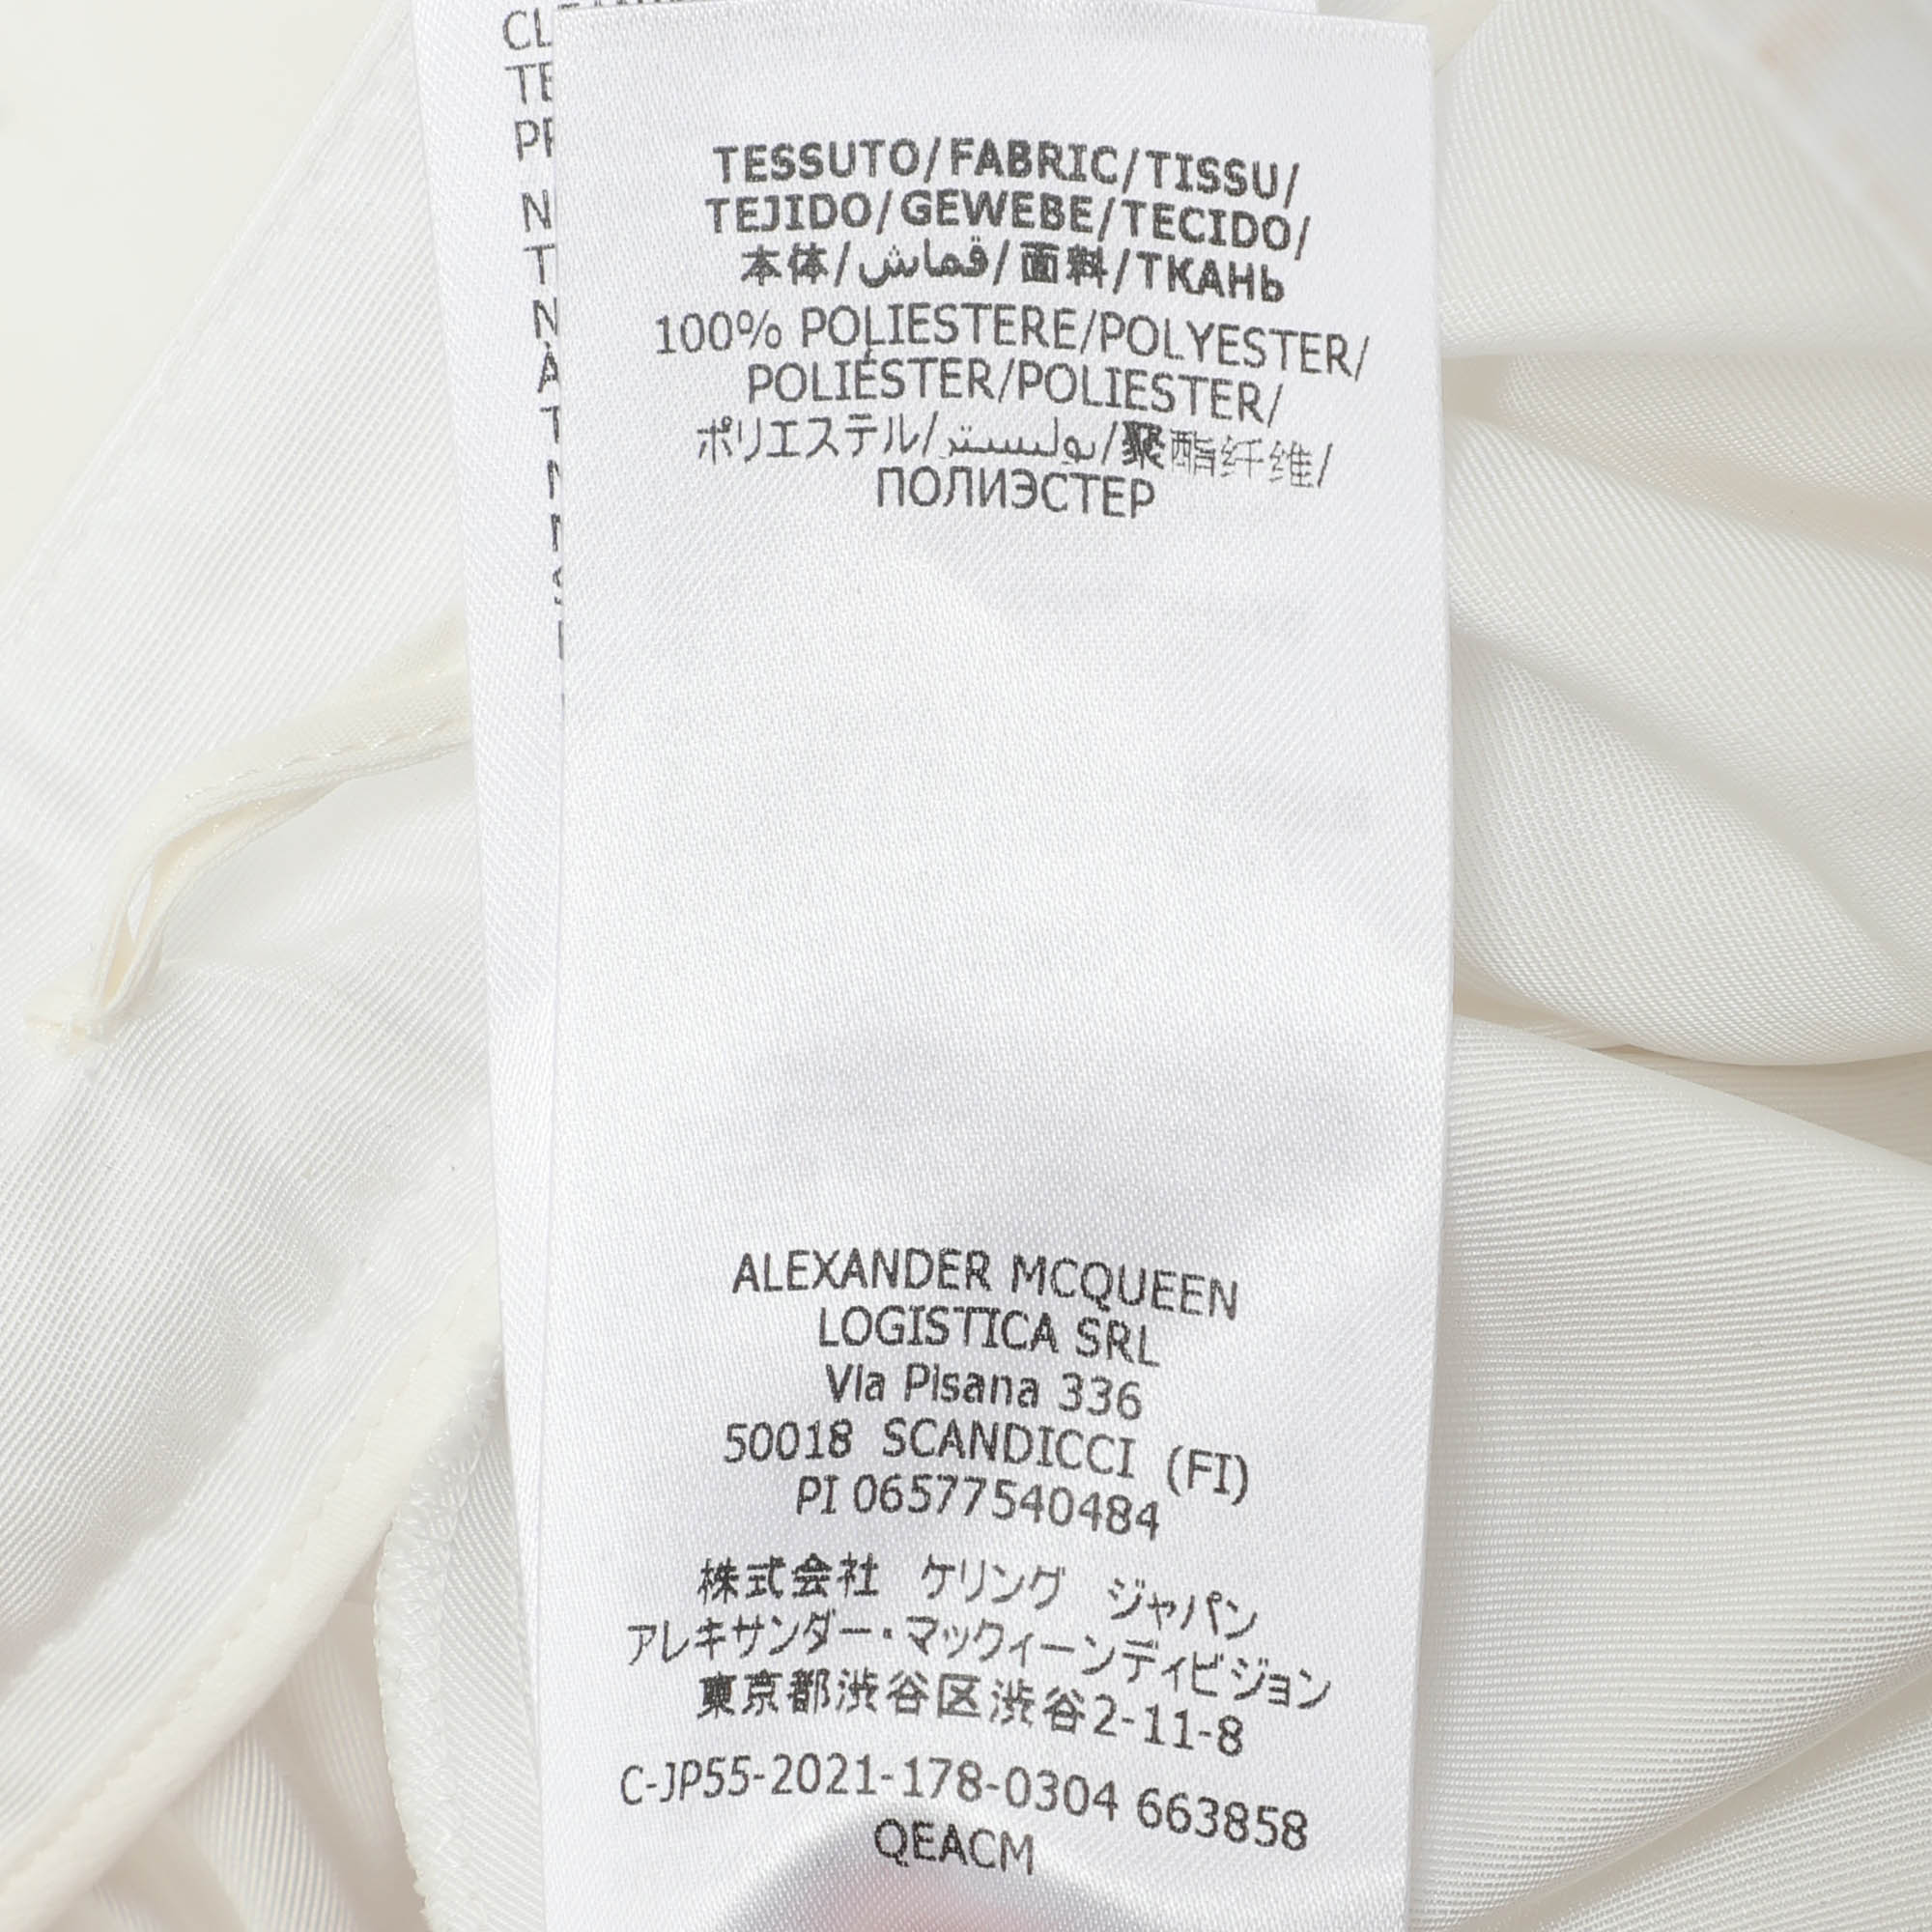 CL
TE
PR
N
T
N
À
T
N
TESSUTO/FABRIC/TISSU/
TEJIDO/GEWEBE/TECIDO/
本体/قماش/面料/ТКАНЬ
100% POLIESTERE/POLYESTER/
POLIÉSTER/POLIESTER/
ポリエステル/بوليستر/聚酯纤维/
ПОЛИЭСТЕР
ALEXANDER MCQUEEN
LOGISTICA SRL
Via Pisana 336
50018 SCANDICCI (FI)
PI 06577540484
株式会社 ケリング ジャパン
アレキサンダー・マックィーンディビジョン
東京都渋谷区渋谷2-11-8
C-JP55-2021-178-0304 663858
QEACM